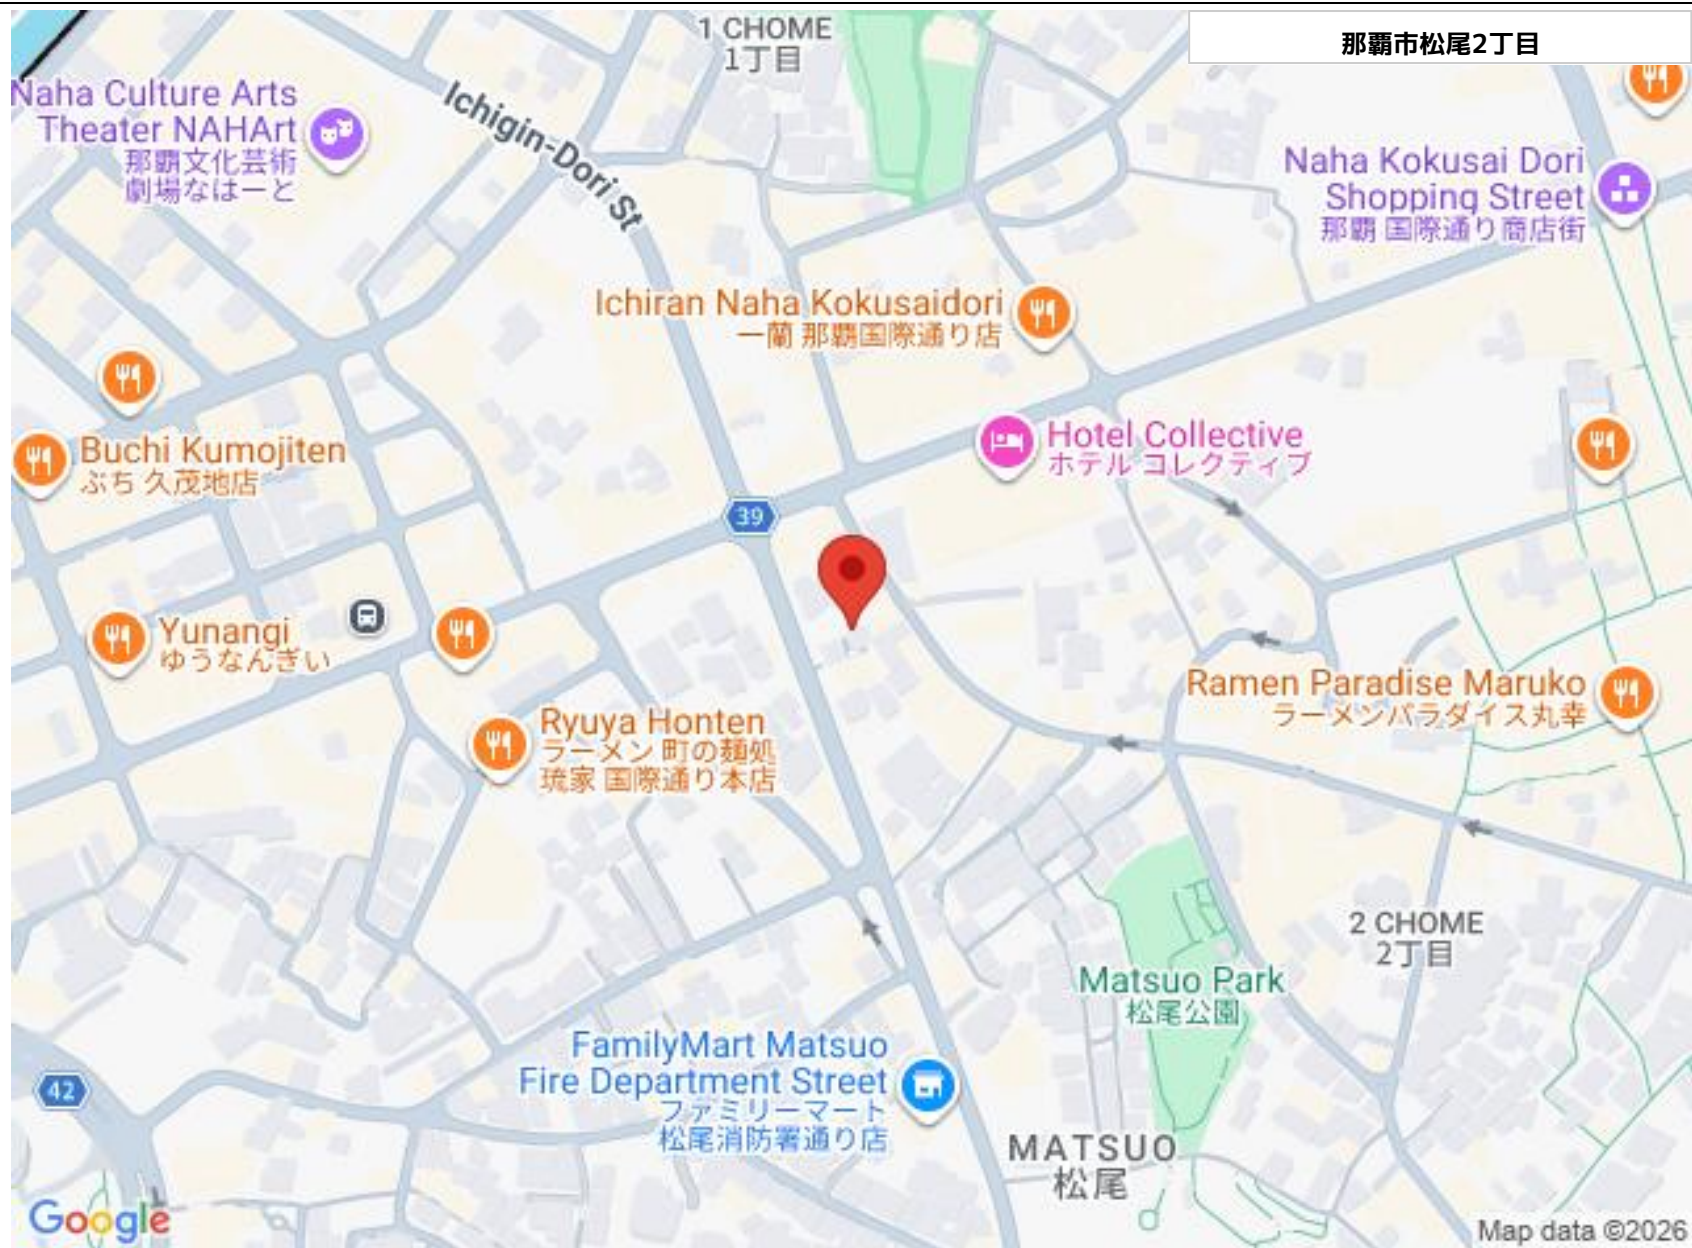 1 CHOME
1丁目
那覇市松尾2丁目
Naha Culture Arts
Theater NAHArt
那覇文化芸術
劇場なはーと
Ichigin-Dori St
Naha Kokusai Dori
Shopping Street
那覇 国際通り商店街
Ichiran Naha Kokusaidori
一蘭 那覇国際通り店
Buchi Kumojiten
ぶち 久茂地店
Hotel Collective
ホテル コレクティブ
39
Yunangi
ゆうなんぎい
Ryuya Honten
ラーメン 町の麺処
琉家 国際通り本店
Ramen Paradise Maruko
ラーメンパラダイス丸幸
2 CHOME
2丁目
Matsuo Park
松尾公園
FamilyMart Matsuo
Fire Department Street
ファミリーマート
松尾消防署通り店
42
MATSUO
松尾
Google
Map data ©2026